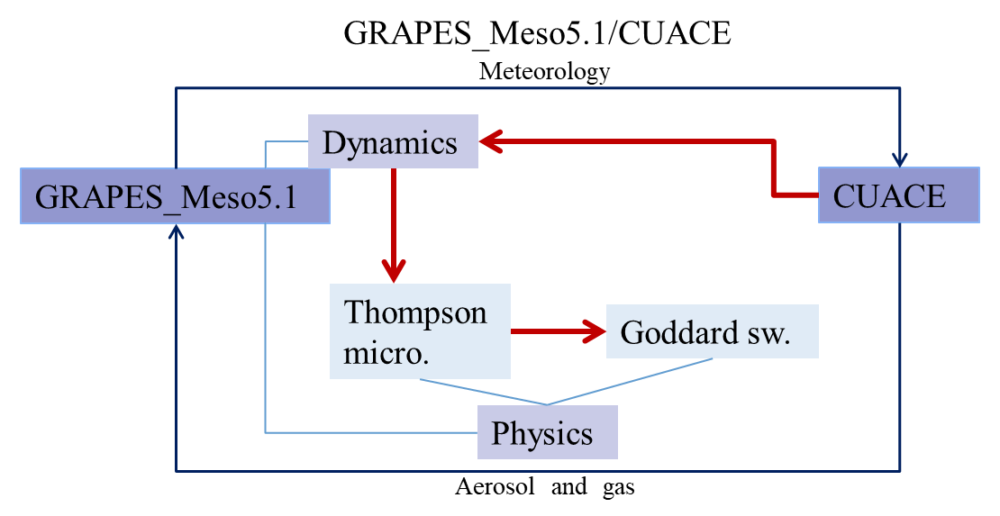 GRAPES_Meso5.1/CUACE
Meteorology
Dynamics
GRAPES_Meso5.1
CUACE
Thompson
micro.
Goddard sw.
Physics
Aerosol and gas